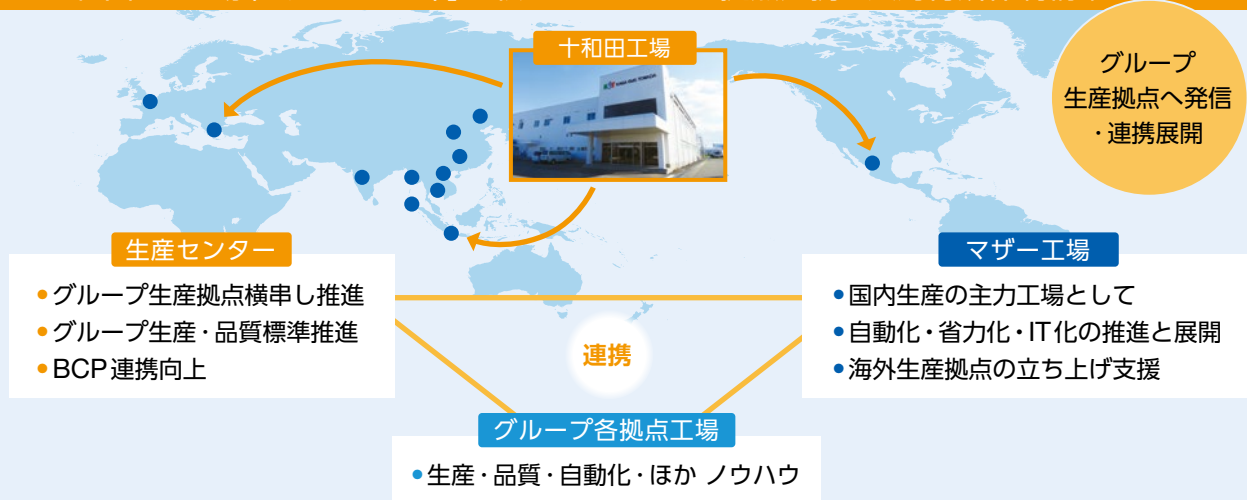 十和田工場
グループ
生産拠点へ発信
・連携展開
生産センター
•グループ生産拠点横串し推進
•グループ生産・品質標準推進
•BCP連携向上
マザー工場
•国内生産の主力工場として
•自動化・省力化・IT化の推進と展開
•海外生産拠点の立ち上げ支援
連携
グループ各拠点工場
•生産・品質・自動化・ほか ノウハウ